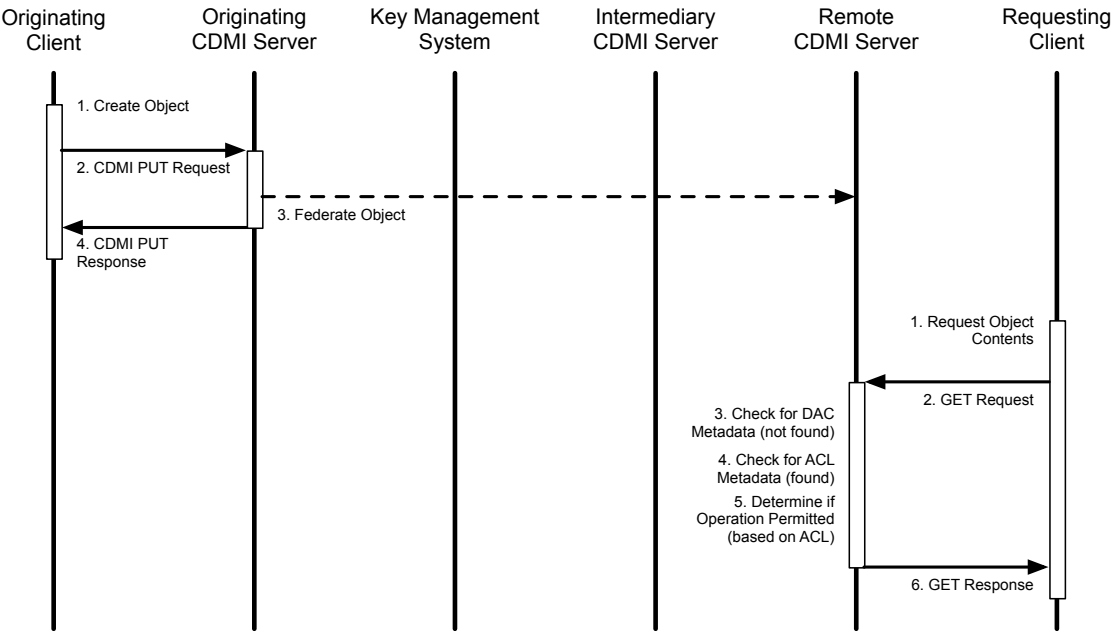 Originating
Client
Originating
CDMI Server
Key Management
System
Intermediary
CDMI Server
Remote
CDMI Server
Requesting
Client
1. Create Object
2. CDMI PUT Request
3. Federate Object
4. CDMI PUT
Response
1. Request Object
Contents
2. GET Request
3. Check for DAC
Metadata (not found)
4. Check for ACL
Metadata (found)
5. Determine if
Operation Permitted
(based on ACL)
6. GET Response